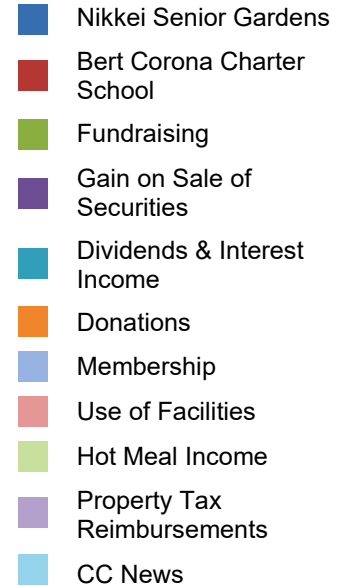 Nikkei Senior Gardens
Bert Corona Charter
School
Fundraising
Gain on Sale of
Securities
Dividends & Interest
Income
Donations
Membership
Use of Facilities
Hot Meal Income
Property Tax
Reimbursements
CC News